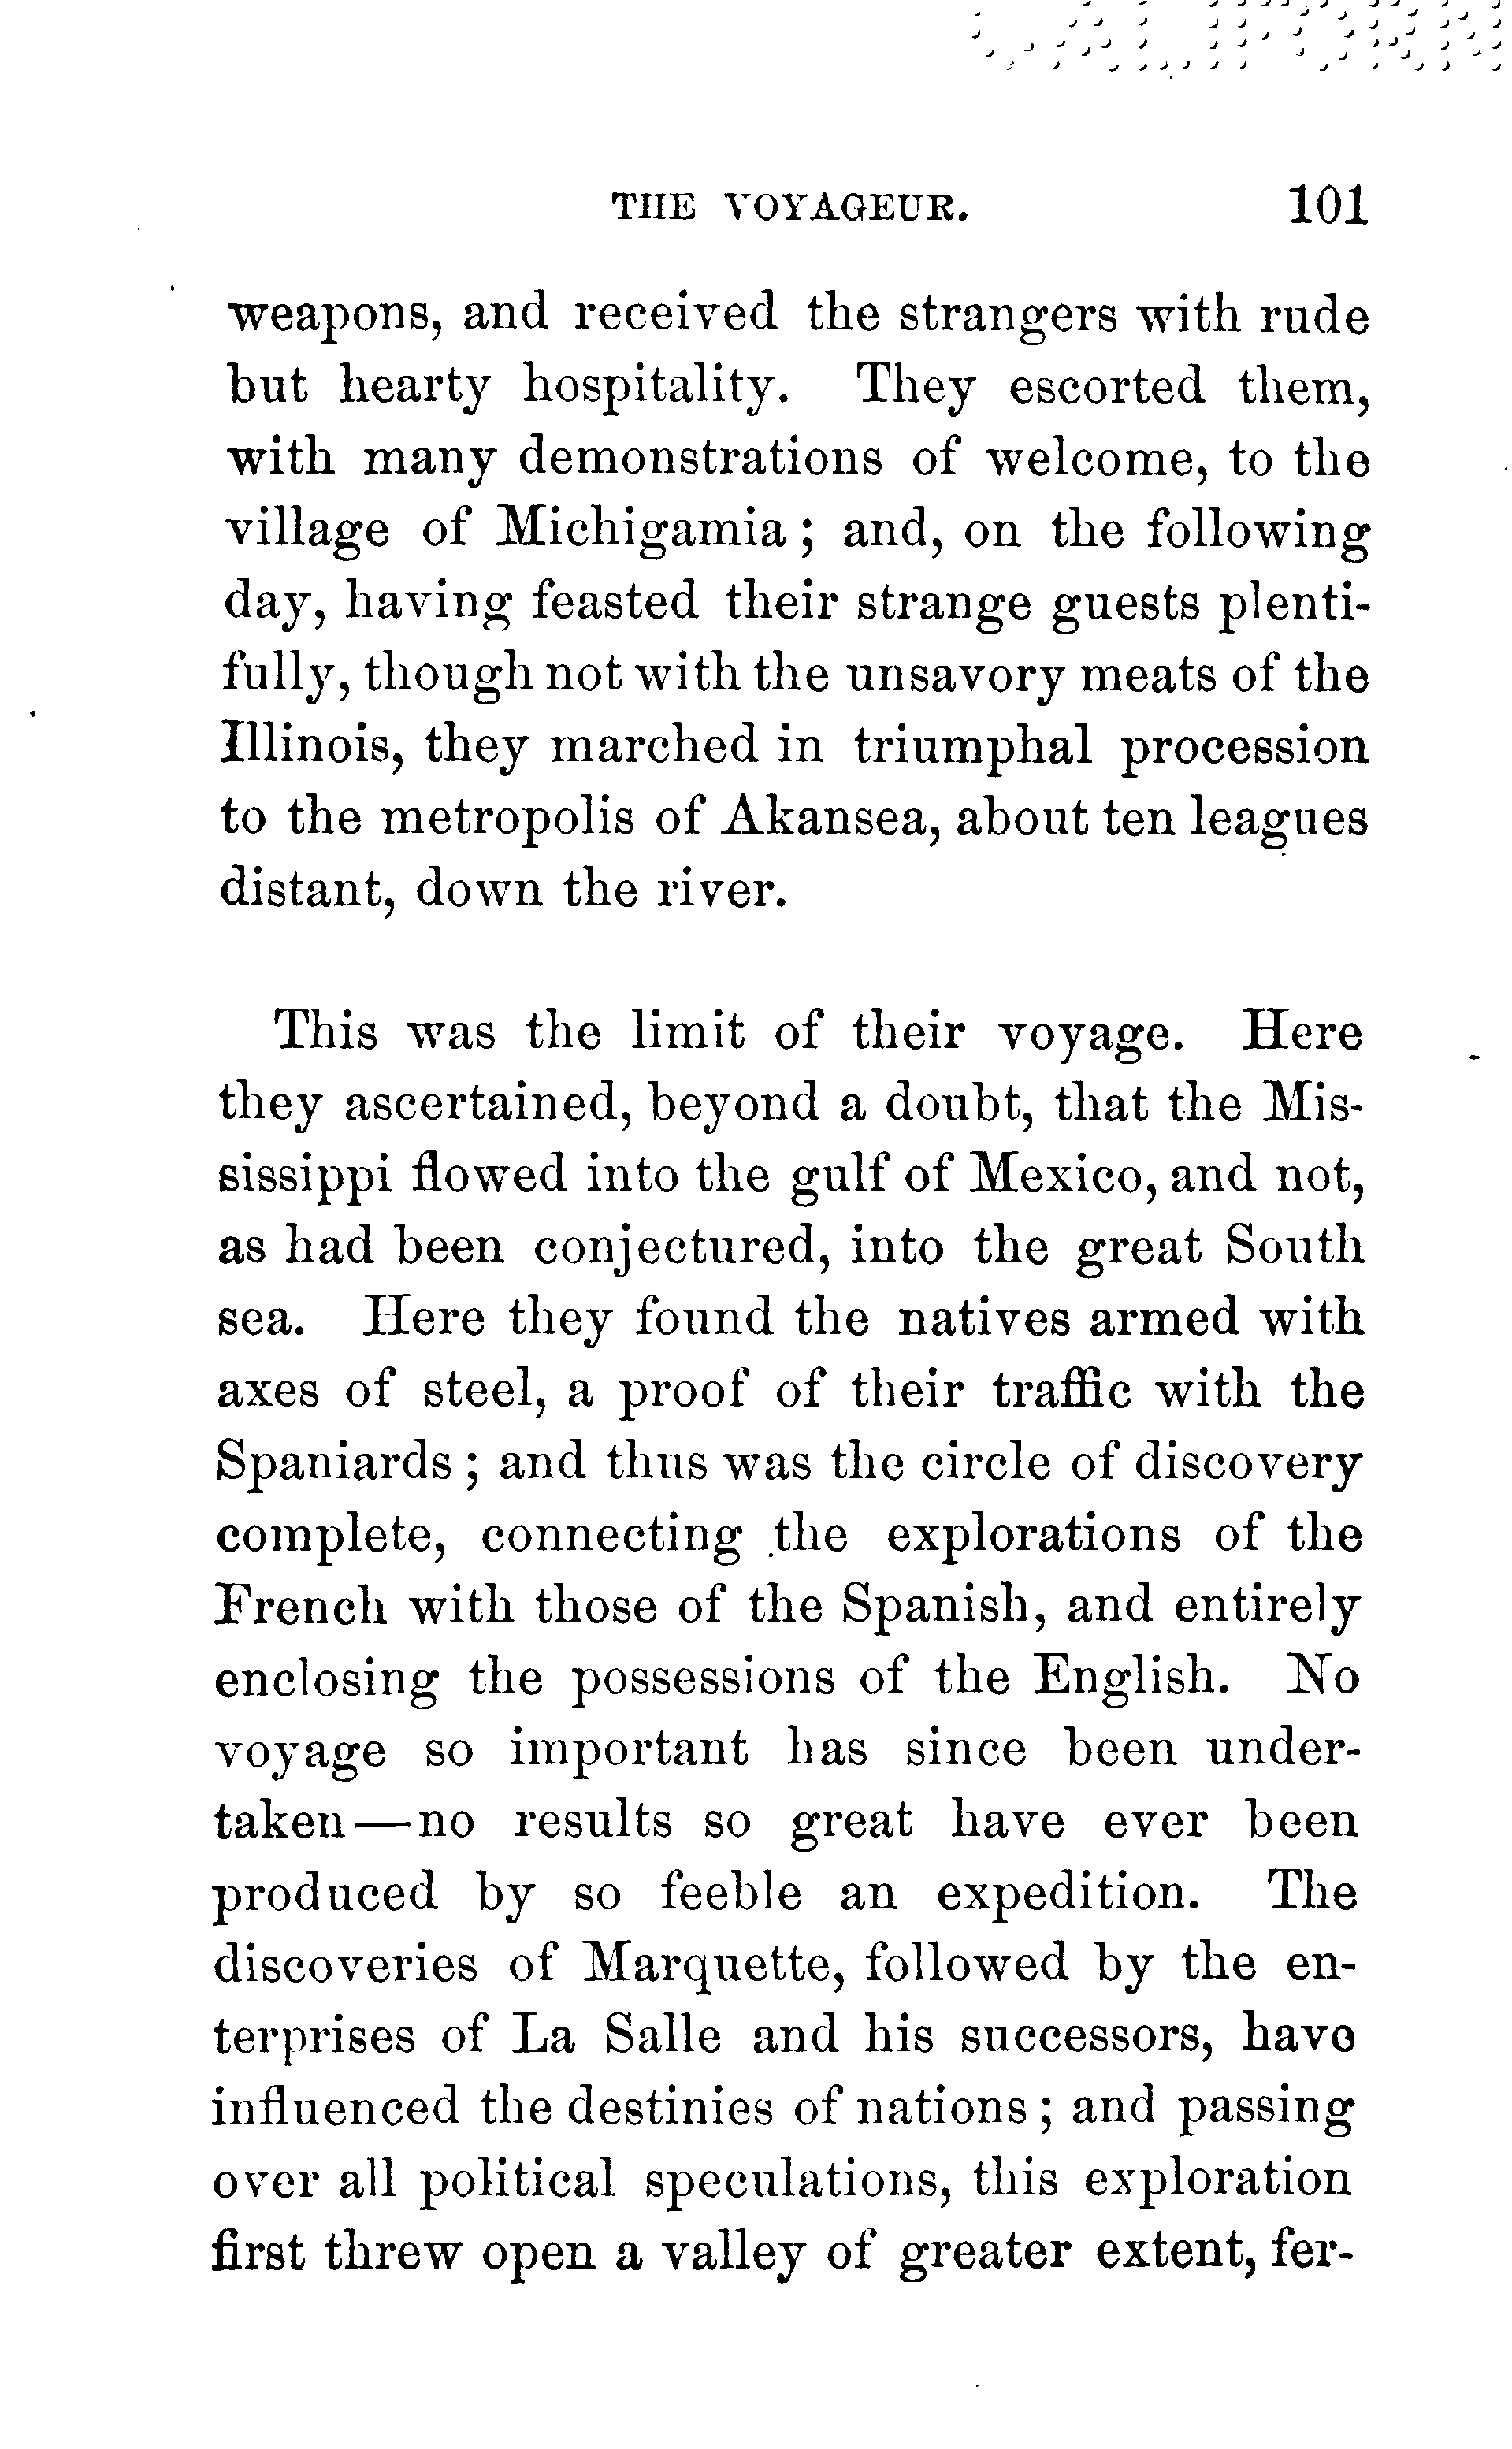 THE VOYAGEUR. 101
weapons, and received the strangers with rude
but hearty hospitality. They escorted them,
with many demonstrations of welcome, to the
village of Michigamia ; and, on the following
day, having feasted their strange guests plenti-
fully, though not with the unsavory meats of the
Illinois, they marched in triumphal procession
to the metropolis of Akansea, about ten leagues
distant, down the river.
This was the limit of their voyage. Here
they ascertained, beyond a doubt, that the Mis-
sissippi flowed into the gulf of Mexico, and not,
as had been conjectured, into the great South
sea. Here they found the natives armed with
axes of steel, a proof of their traffic with the
Spaniards ; and thus was the circle of discovery
complete, connecting the explorations of the
French with those of the Spanish, and entirely
enclosing the possessions of the English. No
voyage so important has since been under-
taken—no results so great have ever been
produced by so feeble an expedition. The
discoveries of Marquette, followed by the en-
terprises of La Salle and his successors, have
influenced the destinies of nations ; and passing
over all political speculations, this exploration
first threw open a valley of greater extent, fer-